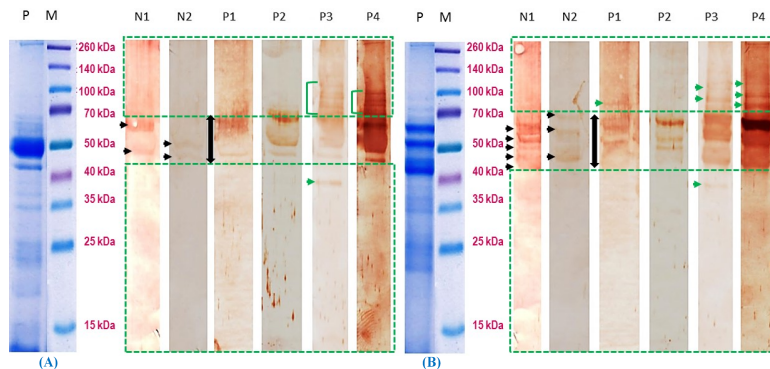 P M N1 N2 P1 P2 P3 P4 P M N1 N2 P1 P2 P3 P4
260 kDa 260 kDa
140 kDa 140 kDa
100 kDa 100 kDa
70 kDa 70 kDa
50 kDa 50 kDa
40 kDa 40 kDa
35 kDa 35 kDa
25 kDa 25 kDa
15 kDa 15 kDa
(A) (B)